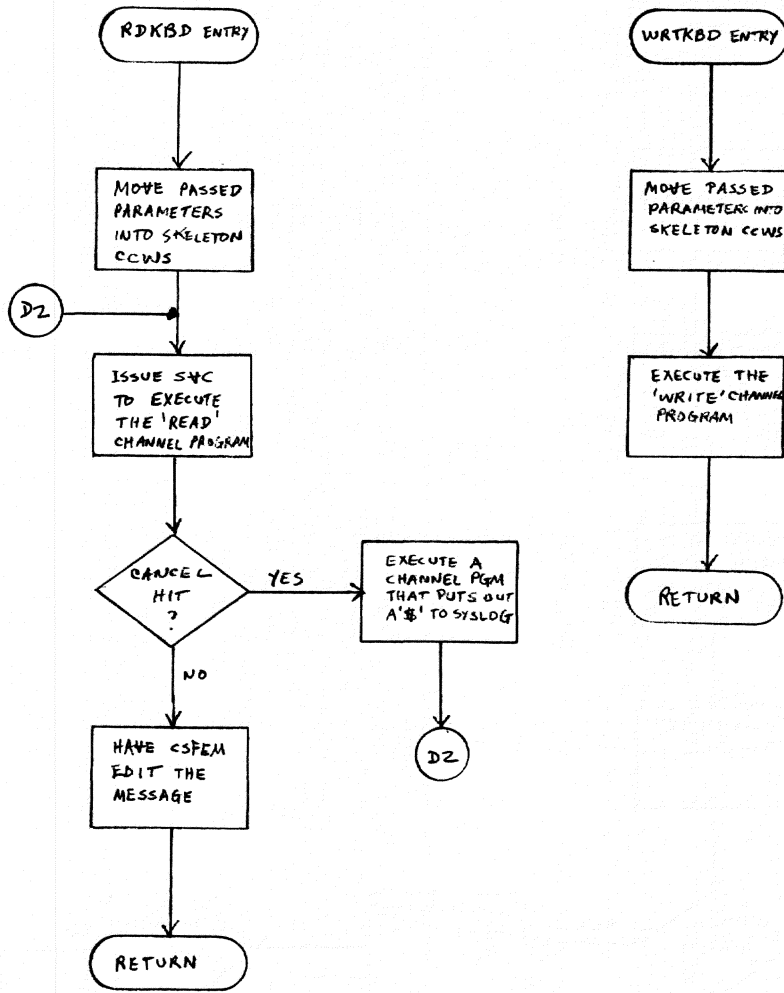 RDKBD ENTRY
MOVE PASSED
PARAMETERS
INTO SKELETON
CCWS
D2
ISSUE SVC
TO EXECUTE
THE 'READ'
CHANNEL PROGRAM
CANCEL
HIT
?
YES
EXECUTE A
CHANNEL PGM
THAT PUTS OUT
A '$' TO SYSLOG
D2
NO
HAVE CSFEM
EDIT THE
MESSAGE
RETURN
WRTKBD ENTRY
MOVE PASSED
PARAMETERS INTO
SKELETON CCWS
EXECUTE THE
'WRITE' CHANNEL
PROGRAM
RETURN